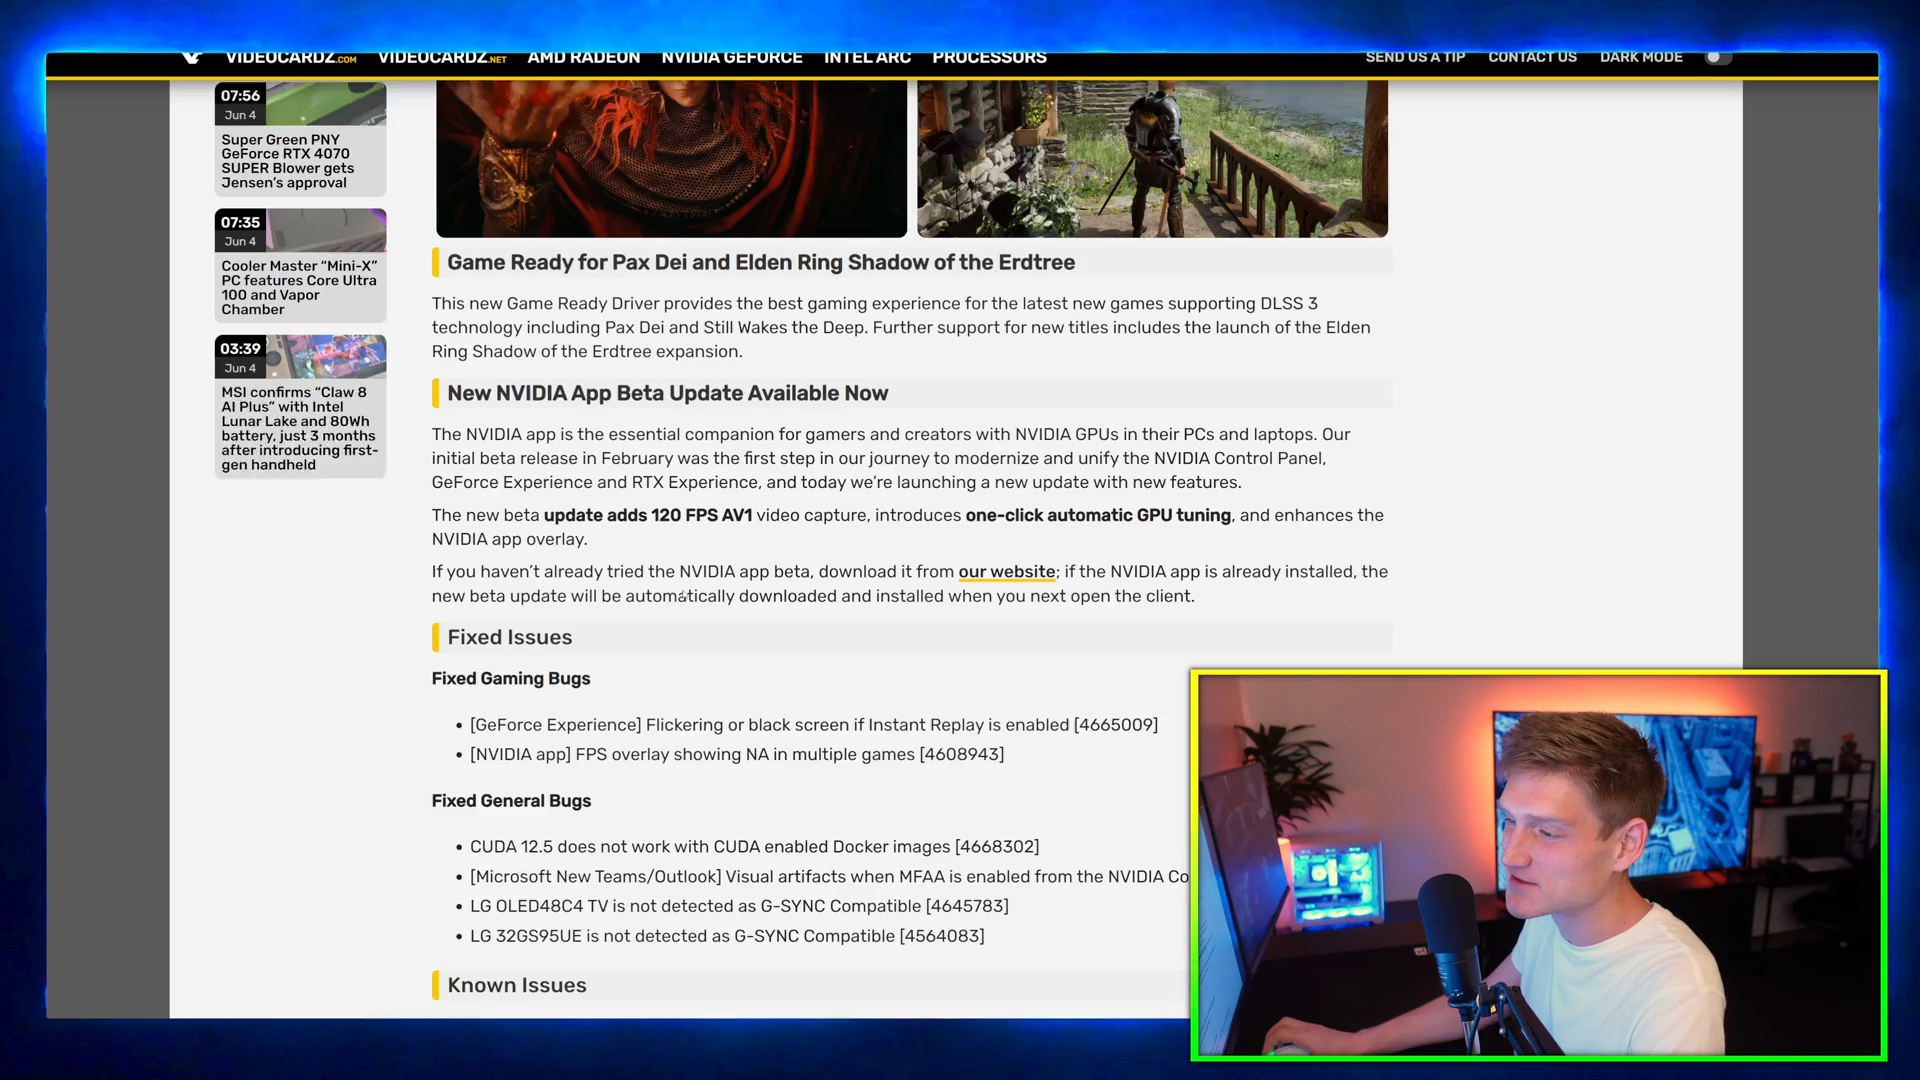 VIDEOCARDZ.COM VIDEOCARDZ.NET AMD RADEON NVIDIA GEFORCE INTEL ARC PROCESSORS SEND US A TIP CONTACT US DARK MODE
07:56
Jun 4
Super Green PNY
GeForce RTX 4070
SUPER Blower gets
Jensen's approval
07:35
Jun 4
Cooler Master “Mini-X”
PC features Core Ultra
100 and Vapor
Chamber
03:39
Jun 4
MSI confirms “Claw 8
AI Plus” with Intel
Lunar Lake and 80Wh
battery, just 3 months
after introducing first-
gen handheld
Game Ready for Pax Dei and Elden Ring Shadow of the Erdtree
This new Game Ready Driver provides the best gaming experience for the latest new games supporting DLSS 3
technology including Pax Dei and Still Wakes the Deep. Further support for new titles includes the launch of the Elden
Ring Shadow of the Erdtree expansion.
New NVIDIA App Beta Update Available Now
The NVIDIA app is the essential companion for gamers and creators with NVIDIA GPUs in their PCs and laptops. Our
initial beta release in February was the first step in our journey to modernize and unify the NVIDIA Control Panel,
GeForce Experience and RTX Experience, and today we're launching a new update with new features.
The new beta update adds 120 FPS AV1 video capture, introduces one-click automatic GPU tuning, and enhances the
NVIDIA app overlay.
If you haven't already tried the NVIDIA app beta, download it from our website; if the NVIDIA app is already installed, the
new beta update will be automatically downloaded and installed when you next open the client.
Fixed Issues
Fixed Gaming Bugs
• [GeForce Experience] Flickering or black screen if Instant Replay is enabled [4665009]
• [NVIDIA app] FPS overlay showing NA in multiple games [4608943]
Fixed General Bugs
• CUDA 12.5 does not work with CUDA enabled Docker images [4668302]
• [Microsoft New Teams/Outlook] Visual artifacts when MFAA is enabled from the NVIDIA Co
• LG OLED48C4 TV is not detected as G-SYNC Compatible [4645783]
• LG 32GS95UE is not detected as G-SYNC Compatible [4564083]
Known Issues